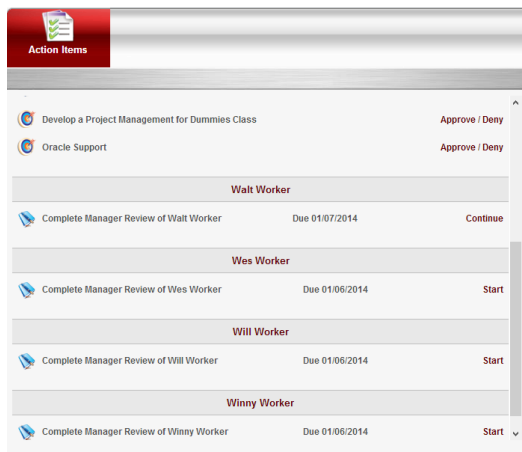 Action Items
Develop a Project Management for Dummies Class Approve / Deny
Oracle Support Approve / Deny
Walt Worker
Complete Manager Review of Walt Worker Due 01/07/2014 Continue
Wes Worker
Complete Manager Review of Wes Worker Due 01/06/2014 Start
Will Worker
Complete Manager Review of Will Worker Due 01/06/2014 Start
Winny Worker
Complete Manager Review of Winny Worker Due 01/06/2014 Start